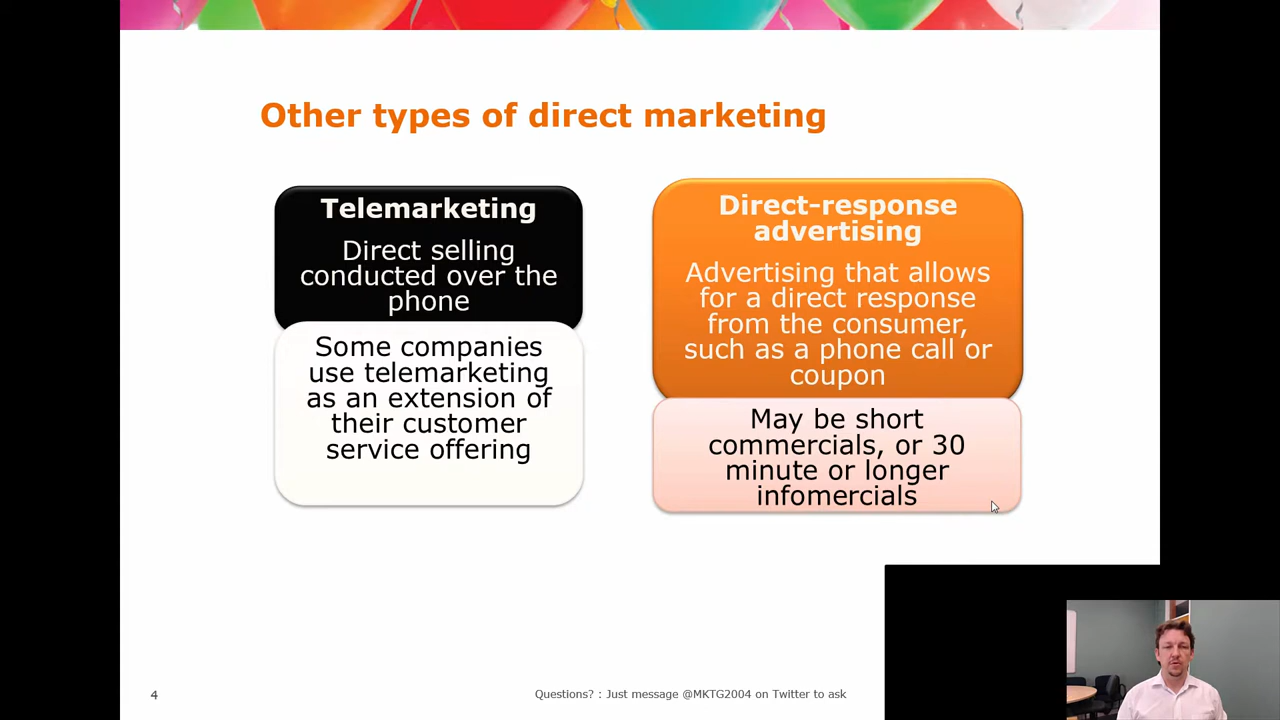 Other types of direct marketing
Telemarketing
Direct selling
conducted over the
phone
Some companies
use telemarketing
as an extension of
their customer
service offering
Direct-response
advertising
Advertising that allows
for a direct response
from the consumer,
such as a phone call or
coupon
May be short
commercials, or 30
minute or longer
infomercials
4
Questions? : Just message @MKTG2004 on Twitter to ask